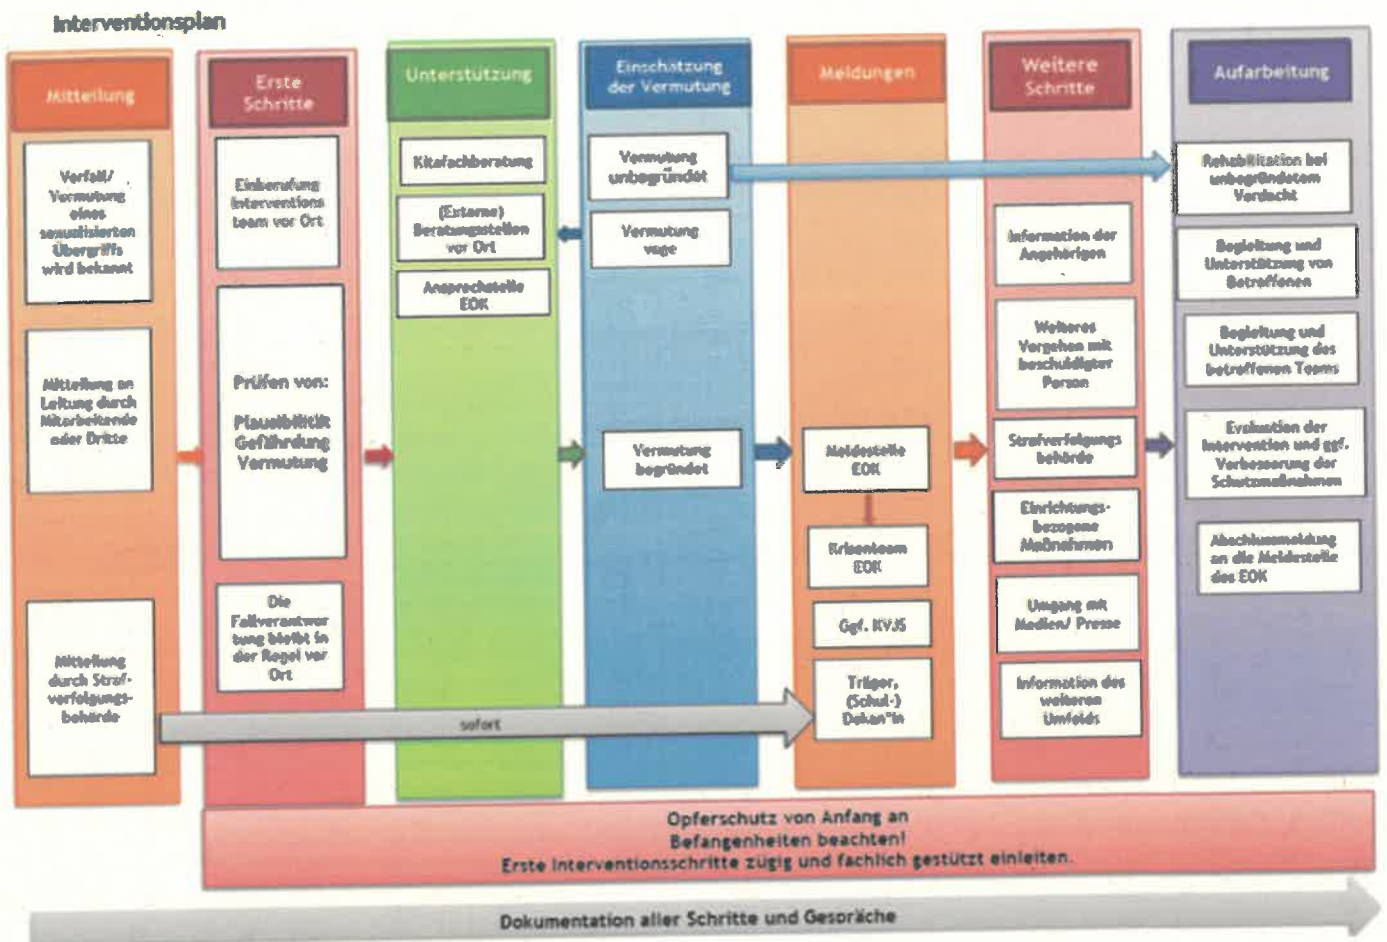 Interventionsplan
Mitteilung
Vorfall/
Vermutung
eines
sexualisierten
Übergriffs
wird bekannt
Mitteilung an
Leitung durch
Mitarbeitende
oder Dritte
Mitteilung
durch Straf-
verfolgungs-
behörde
Erste
Schritte
Einberufung
Interventions
team vor Ort
Prüfen von:
Plausibilität
Gefährdung
Vermutung
Die
Fallverantwor
tung bleibt in
der Regel vor
Ort
Unterstützung
Kitafachberatung
(Externe)
Beratungsstellen
vor Ort
Ansprechstelle
EOK
Einschätzung
der Vermutung
Vermutung
unbegründet
Vermutung
vage
Vermutung
begründet
Meldungen
Meldestelle
EOK
Krisenteam
EOK
Ggf. KVJS
Träger,
(Schul-)
Dekan*in
sofort
Weitere
Schritte
Information der
Angehörigen
Weiteres
Vorgehen mit
beschuldigter
Person
Strafverfolgungs
behörde
Einrichtungs-
bezogene
Maßnahmen
Umgang mit
Medien/ Presse
Information des
weiteren
Umfelds
Aufarbeitung
Rehabilitation bei
unbegründetem
Verdacht
Begleitung und
Unterstützung von
Betroffenen
Begleitung und
Unterstützung des
betroffenen Teams
Evaluation der
Intervention und ggf.
Verbesserung der
Schutzmaßnahmen
Abschlussmeldung
an die Meldestelle
des EOK
Opferschutz von Anfang an
Befangenheiten beachten!
Erste Interventionsschritte zügig und fachlich gestützt einleiten.
Dokumentation aller Schritte und Gespräche